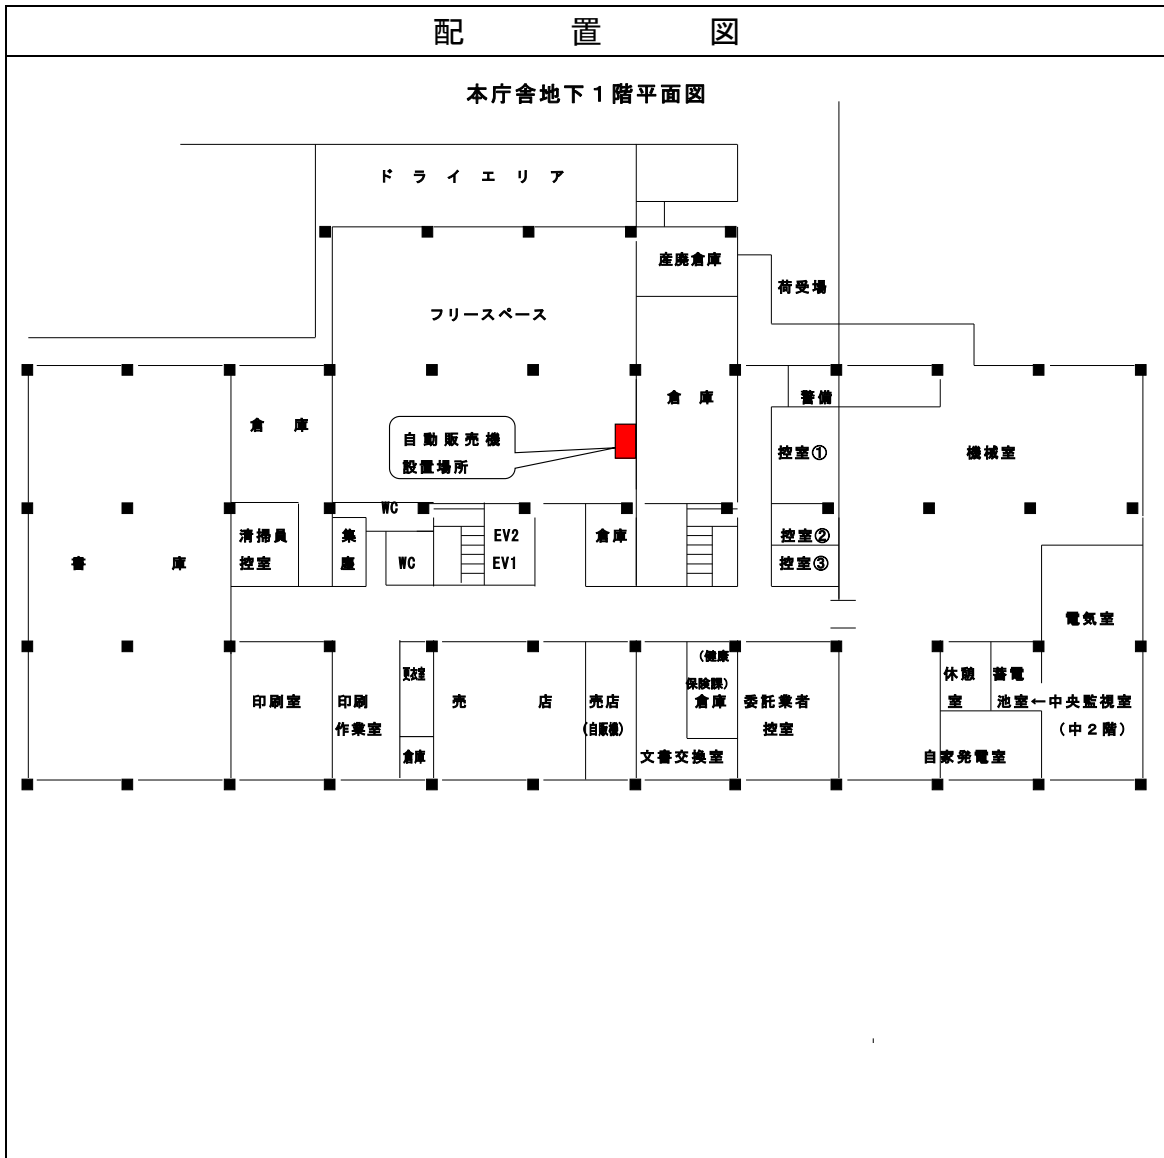 配置図
本庁舎地下１階平面図
ドライエリア
産廃倉庫
荷受場
フリースペース
倉庫
警備
倉庫
自動販売機
設置場所
控室①
機械室
WC
清掃員
控室
集
塵
WC
EV2
EV1
倉庫
控室②
控室③
書庫
電気室
印刷室
印刷
作業室
更衣室
倉庫
売店
売店
(自販機)
(健康
保険課)
倉庫
文書交換室
委託業者
控室
休憩
室
蓄電
池室←中央監視室
(中２階)
自家発電室